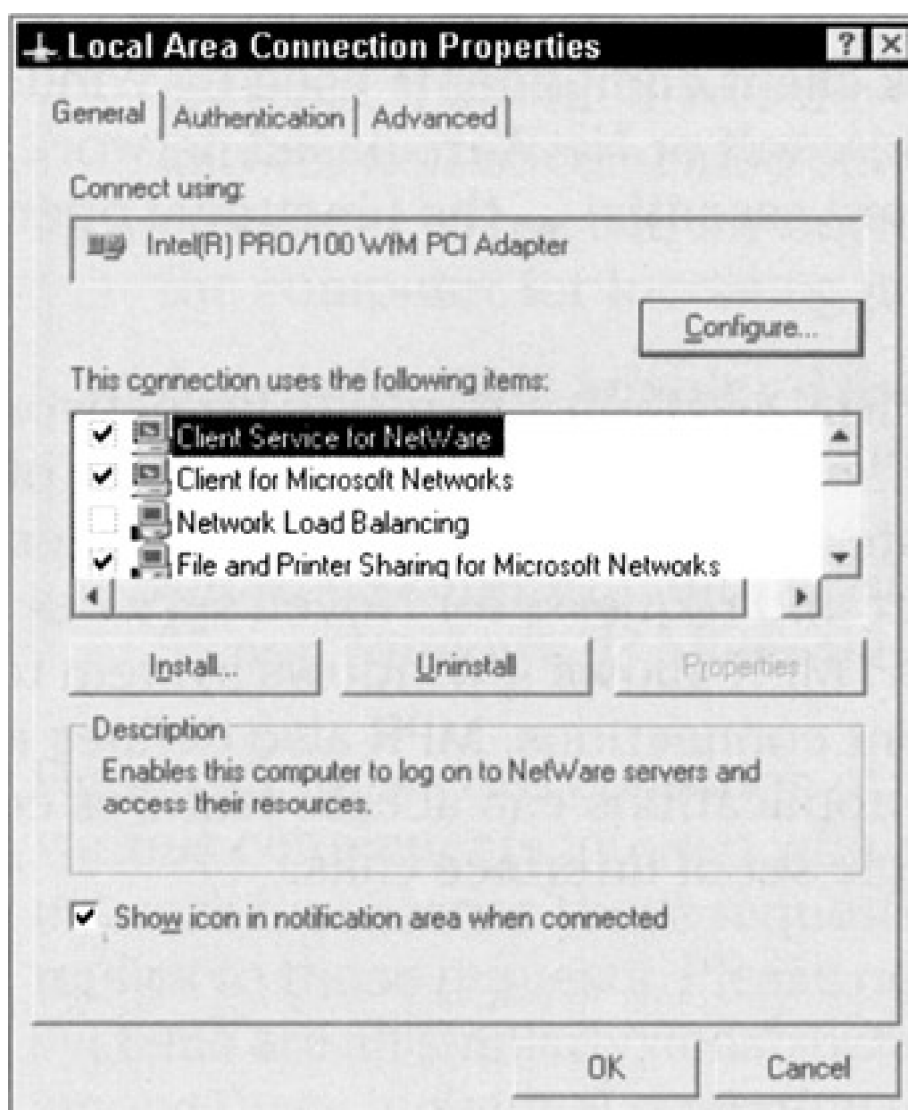 Local Area Connection Properties
General Authentication Advanced
Connect using:
Intel(R) PRO/100 WfM PCI Adapter
Configure...
This connection uses the following items:
Client Service for NetWare
Client for Microsoft Networks
Network Load Balancing
File and Printer Sharing for Microsoft Networks
Install... Uninstall Properties
Description
Enables this computer to log on to NetWare servers and
access their resources.
Show icon in notification area when connected
OK Cancel